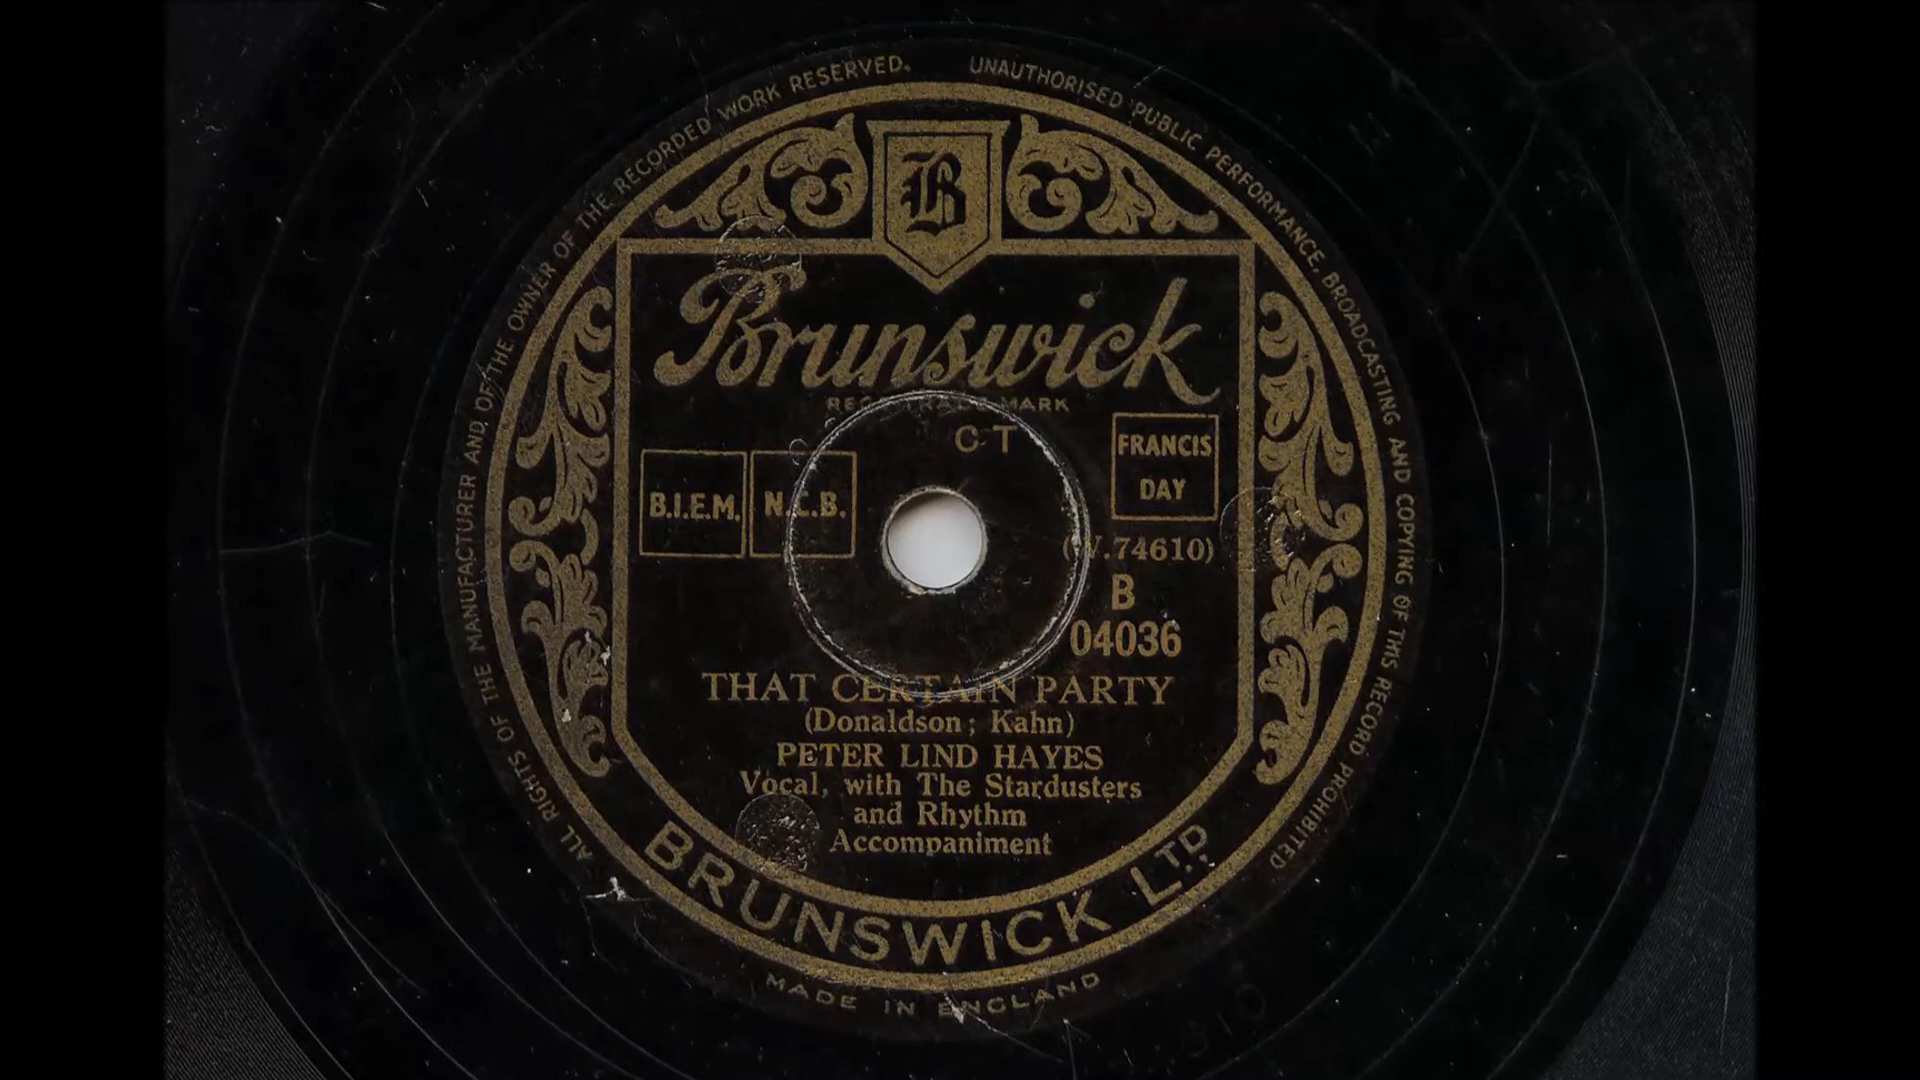 ALL RIGHTS OF THE MANUFACTURER AND OF THE OWNER OF THE RECORDED WORK RESERVED.
UNAUTHORISED PUBLIC PERFORMANCE, BROADCASTING AND COPYING OF THIS RECORD PROHIBITED
B
Brunswick
MARK
C T
FRANCIS
DAY
B.I.E.M.
N.C.B.
(W.74610)
B
04036
THAT CERTAIN PARTY
(Donaldson; Kahn)
PETER LIND HAYES
Vocal, with The Stardusters
and Rhythm
Accompaniment
BRUNSWICK LTD.
MADE IN ENGLAND